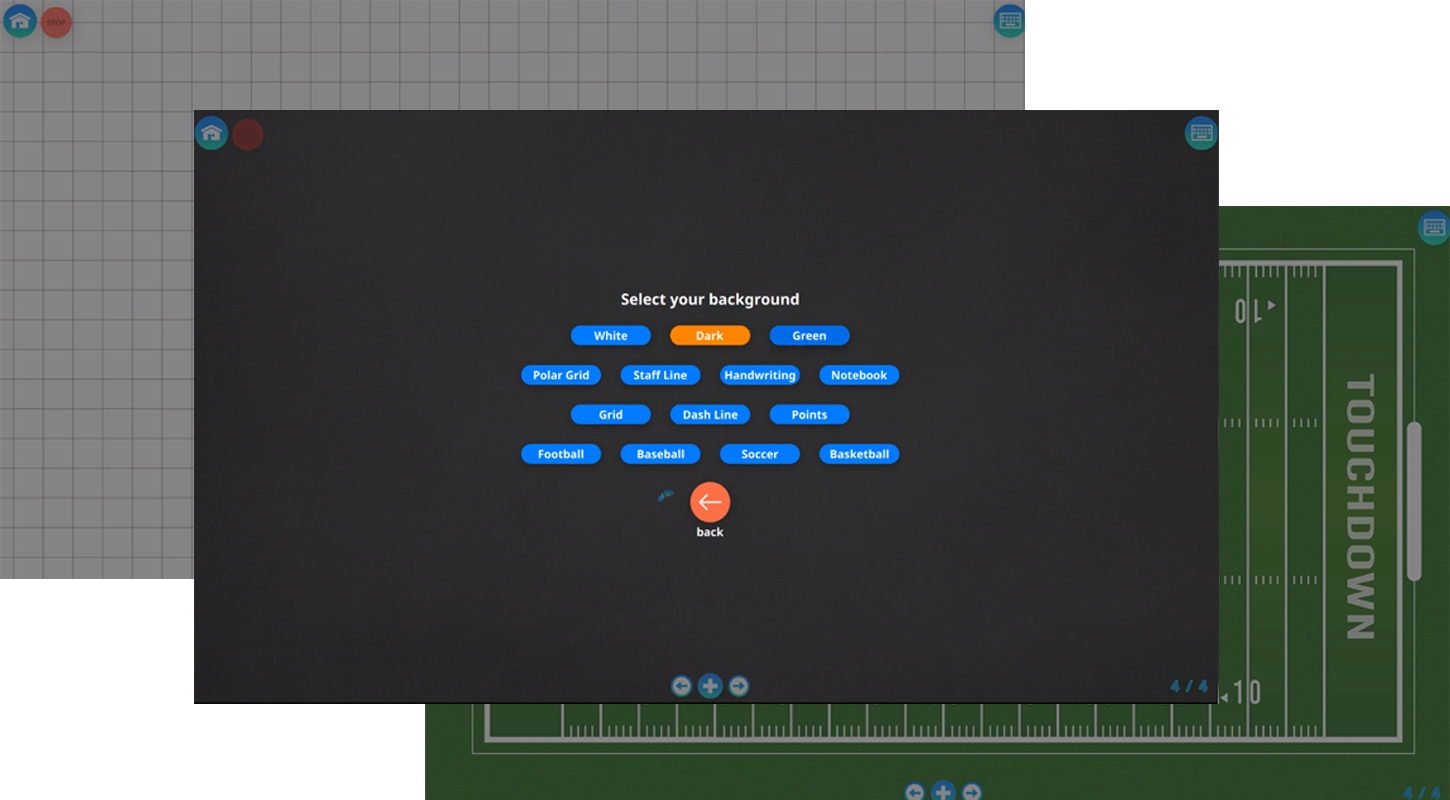 STOP
Select your background
White Dark Green
Polar Grid Staff Line Handwriting Notebook
Grid Dash Line Points
Football Baseball Soccer Basketball
back
4 / 4
10
TOUCHDOWN
10
4 / 4